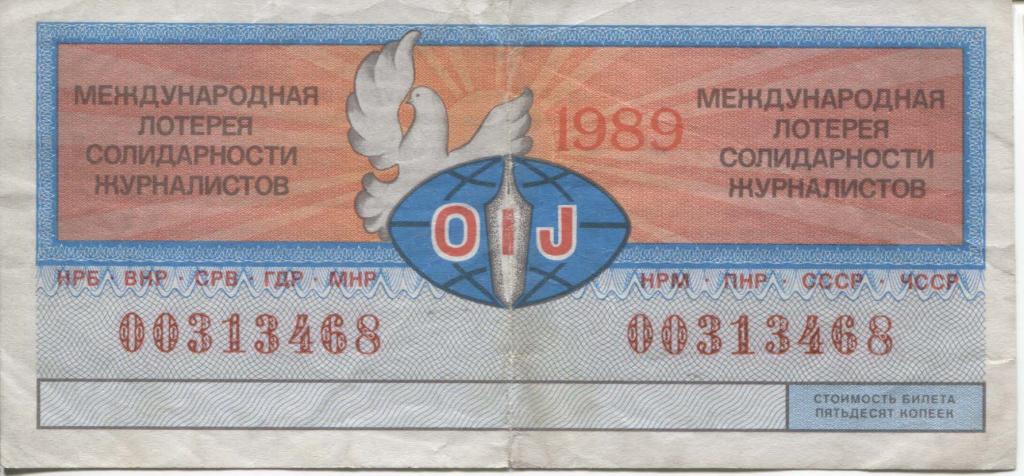 МЕЖДУНАРОДНАЯ
ЛОТЕРЕЯ
СОЛИДАРНОСТИ
ЖУРНАЛИСТОВ
1989
МЕЖДУНАРОДНАЯ
ЛОТЕРЕЯ
СОЛИДАРНОСТИ
ЖУРНАЛИСТОВ
OIJ
НРБ · ВНР · СРВ · ГДР · МНР
НРМ · ПНР · СССР · ЧССР
00313468
00313468
СТОИМОСТЬ БИЛЕТА
ПЯТЬДЕСЯТ КОПЕЕК